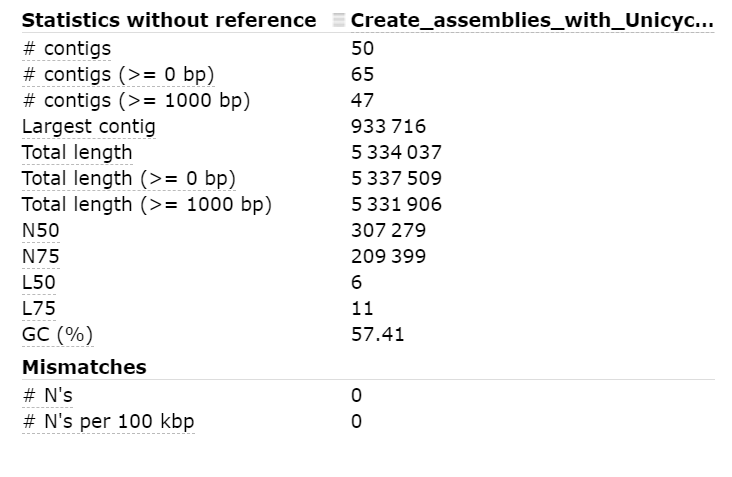 Statistics without reference Create_assemblies_with_Unicyc...
# contigs 50
# contigs (>= 0 bp) 65
# contigs (>= 1000 bp) 47
Largest contig 933 716
Total length 5 334 037
Total length (>= 0 bp) 5 337 509
Total length (>= 1000 bp) 5 331 906
N50 307 279
N75 209 399
L50 6
L75 11
GC (%) 57.41
Mismatches
# N's 0
# N's per 100 kbp 0